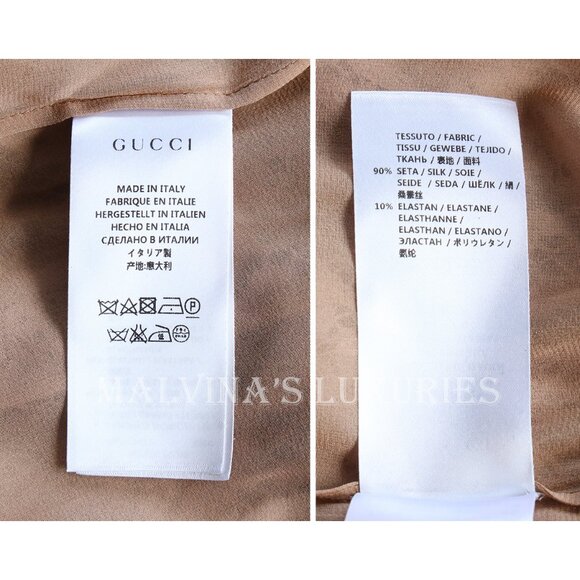 GUCCI
MADE IN ITALY
FABRIQUE EN ITALIE
HERGESTELLT IN ITALIEN
HECHO EN ITALIA
СДЕЛАНО В ИТАЛИИ
イタリア製
产地:意大利
P
TESSUTO / FABRIC /
TISSU / GEWEBE / TEJIDO /
ТКАНЬ / 表地 / 面料
90% SETA / SILK / SOIE /
SEIDE / SEDA / ШЁЛК / 絹 /
桑蚕丝
10% ELASTAN / ELASTANE /
ELASTHANNE /
ELASTHAN / ELASTANO /
ЭЛАСТАН / ポリウレタン /
氨纶
MALVINA'S LUXURIES